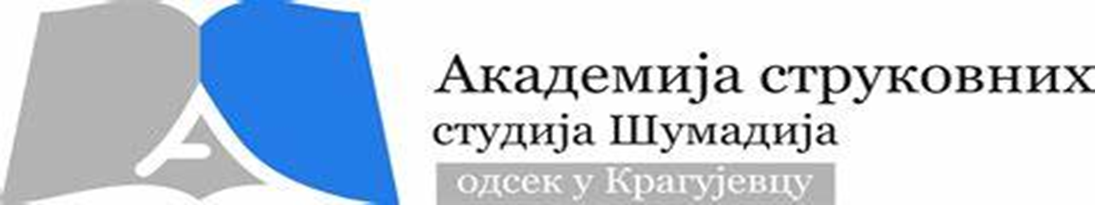 Академија струковних
студија Шумадија
одсек у Крагујевцу